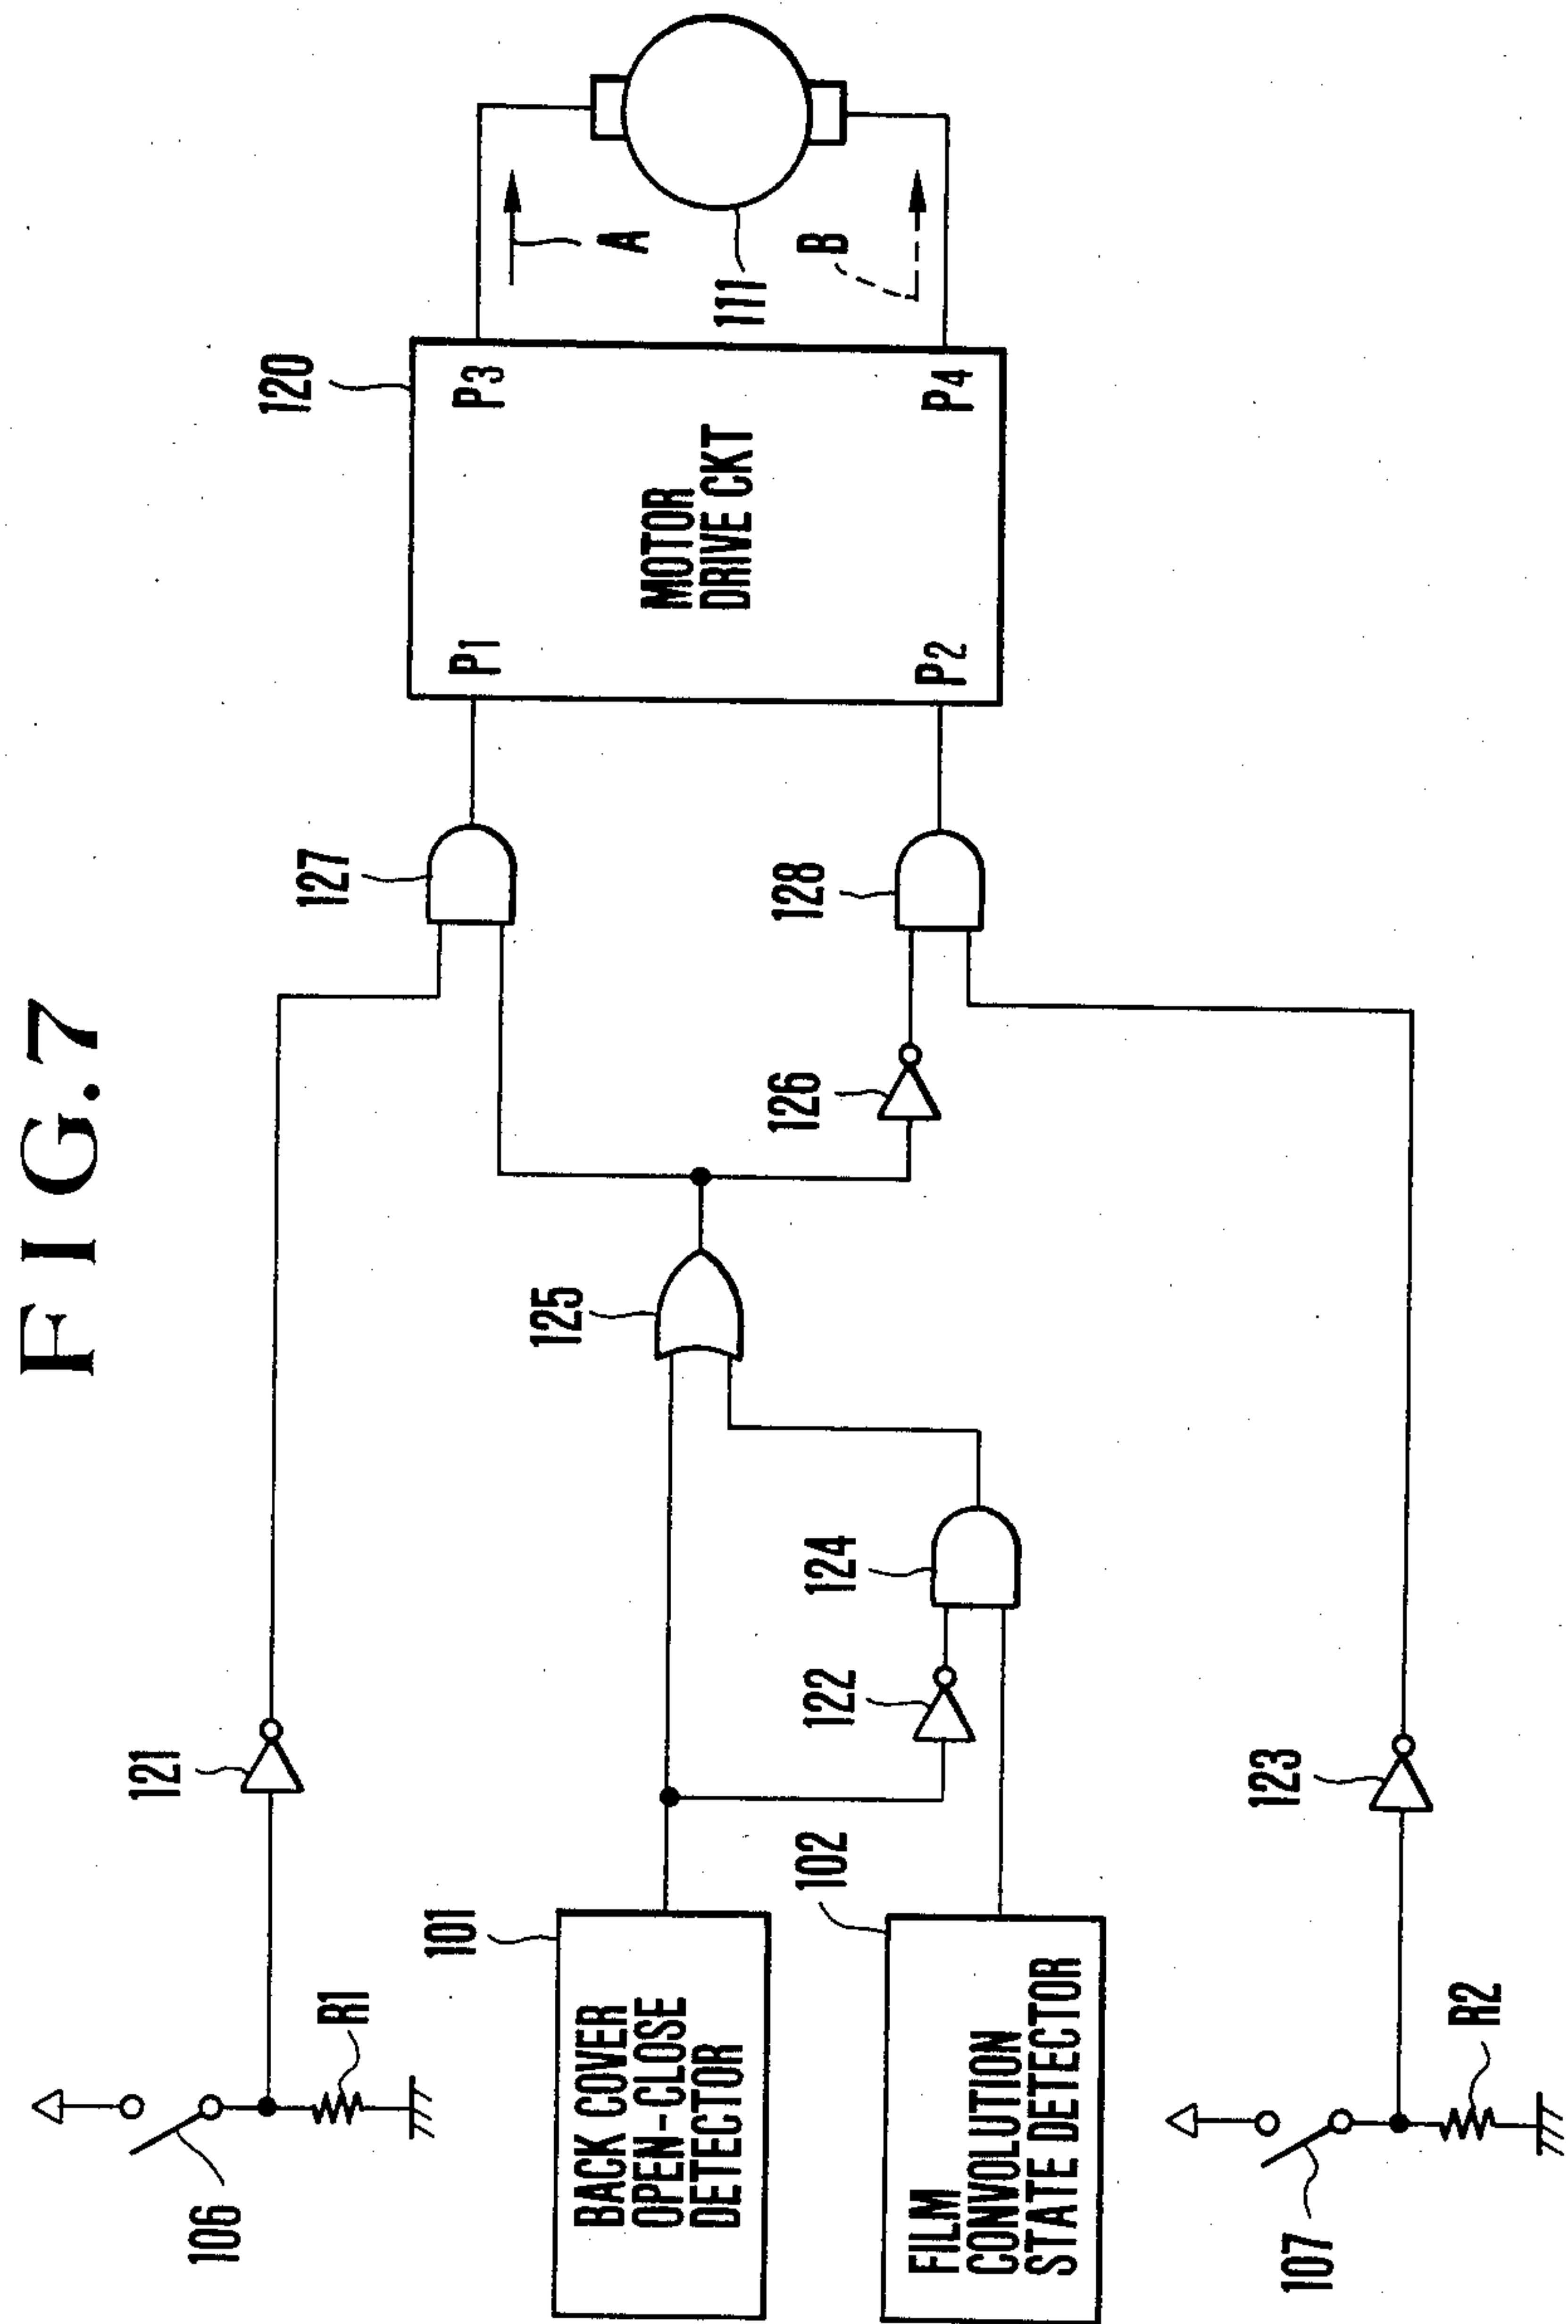 FIG.7
106
R1
121
101
BACK COVER
OPEN-CLOSE
DETECTOR
102
FILM
CONVOLUTION
STATE DETECTOR
122
124
125
126
127
128
120
P1
P2
P3
P4
MOTOR
DRIVE CKT
A
B
111
107
R2
123